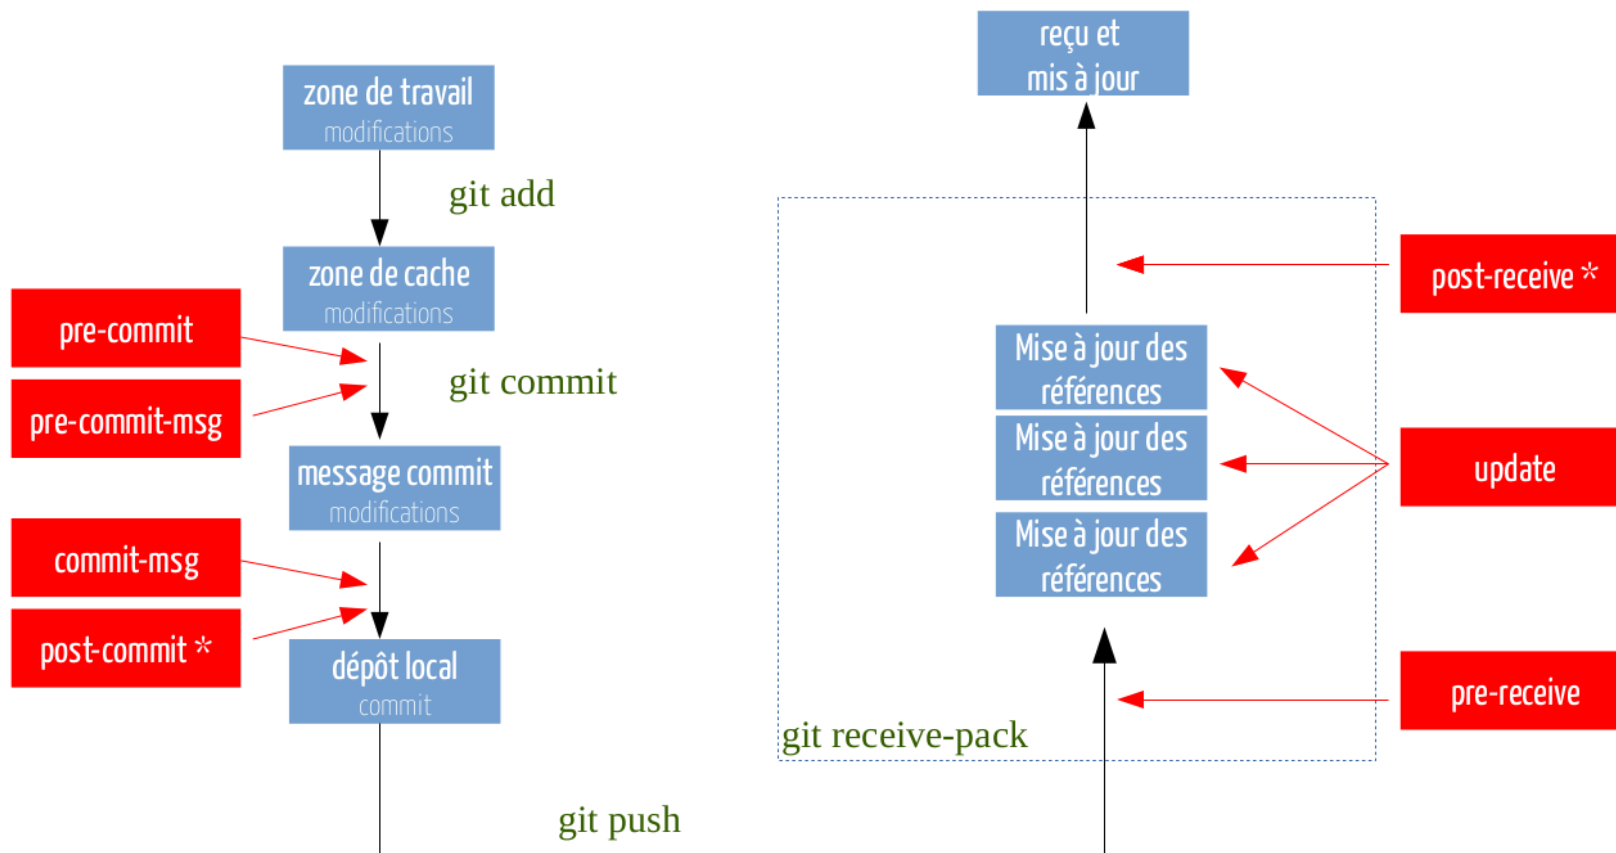 zone de travail
modifications
git add
zone de cache
modifications
pre-commit
pre-commit-msg
git commit
message commit
modifications
commit-msg
post-commit *
dépôt local
commit
git push
reçu et
mis à jour
post-receive *
Mise à jour des
références
Mise à jour des
références
Mise à jour des
références
update
pre-receive
git receive-pack